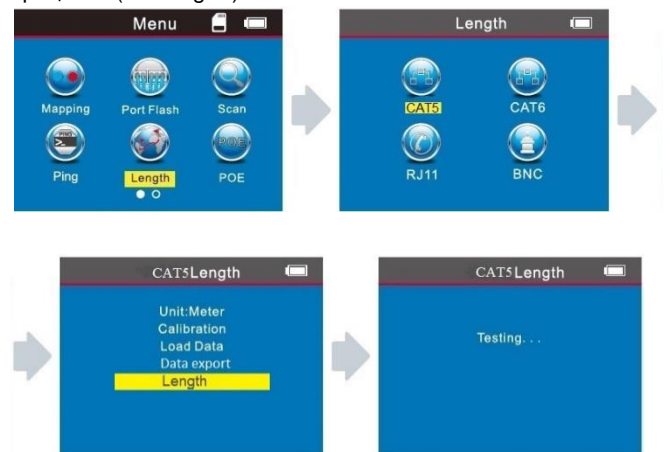 Menu
Mapping Port Flash Scan
Ping Length POE
Length
CAT5 CAT6
RJ11 BNC
CAT5Length
Unit:Meter
Calibration
Load Data
Data export
Length
CAT5Length
Testing...